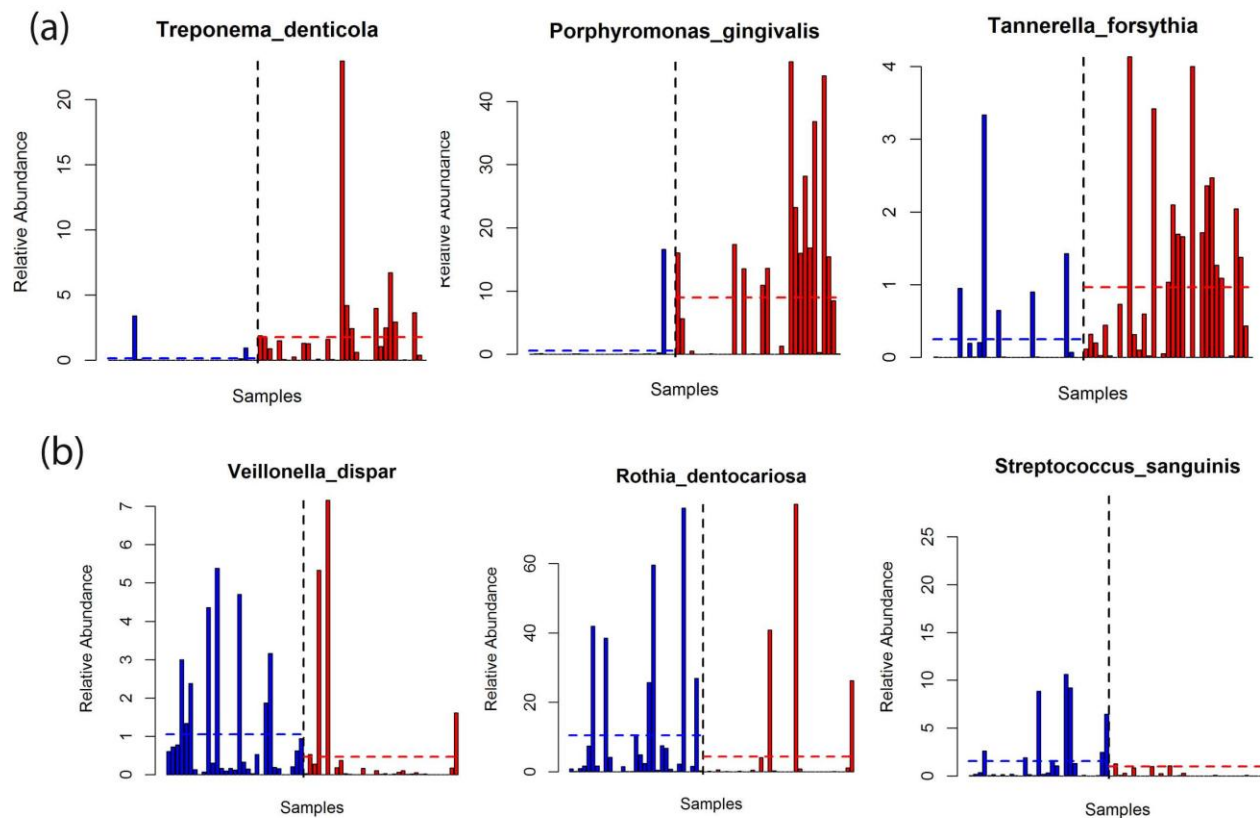 (a)
Treponema_denticola
Relative Abundance
20
15
10
5
0
Samples
Porphyromonas_gingivalis
Relative Abundance
40
30
20
10
0
Samples
Tannerella_forsythia
Relative Abundance
4
3
2
1
0
Samples
(b)
Veillonella_dispar
Relative Abundance
7
6
5
4
3
2
1
0
Samples
Rothia_dentocariosa
Relative Abundance
60
40
20
0
Samples
Streptococcus_sanguinis
Relative Abundance
25
20
15
10
5
0
Samples